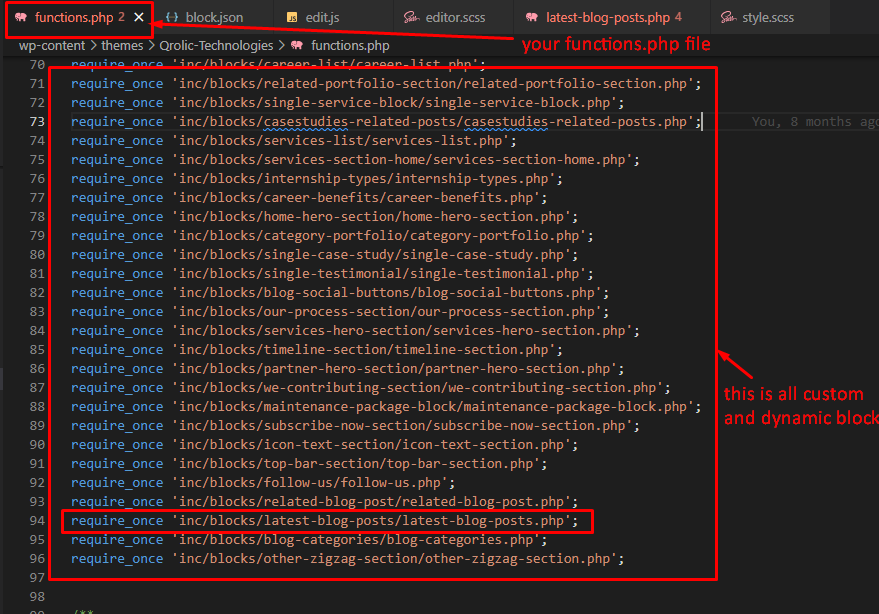 functions.php 2 block.json edit.js editor.scss latest-blog-posts.php 4 style.scss
wp-content > themes > Qrolic-Technologies > functions.php
your functions.php file
70 require_once 'inc/blocks/career-list/career-list.php';
71 require_once 'inc/blocks/related-portfolio-section/related-portfolio-section.php';
72 require_once 'inc/blocks/single-service-block/single-service-block.php';
73 require_once 'inc/blocks/casestudies-related-posts/casestudies-related-posts.php'; You, 8 months ago
74 require_once 'inc/blocks/services-list/services-list.php';
75 require_once 'inc/blocks/services-section-home/services-section-home.php';
76 require_once 'inc/blocks/internship-types/internship-types.php';
77 require_once 'inc/blocks/career-benefits/career-benefits.php';
78 require_once 'inc/blocks/home-hero-section/home-hero-section.php';
79 require_once 'inc/blocks/category-portfolio/category-portfolio.php';
80 require_once 'inc/blocks/single-case-study/single-case-study.php';
81 require_once 'inc/blocks/single-testimonial/single-testimonial.php';
82 require_once 'inc/blocks/blog-social-buttons/blog-social-buttons.php';
83 require_once 'inc/blocks/our-process-section/our-process-section.php';
84 require_once 'inc/blocks/services-hero-section/services-hero-section.php';
85 require_once 'inc/blocks/timeline-section/timeline-section.php';
86 require_once 'inc/blocks/partner-hero-section/partner-hero-section.php';
87 require_once 'inc/blocks/we-contributing-section/we-contributing-section.php';
88 require_once 'inc/blocks/maintenance-package-block/maintenance-package-block.php';
89 require_once 'inc/blocks/subscribe-now-section/subscribe-now-section.php';
90 require_once 'inc/blocks/icon-text-section/icon-text-section.php';
91 require_once 'inc/blocks/top-bar-section/top-bar-section.php';
92 require_once 'inc/blocks/follow-us/follow-us.php';
93 require_once 'inc/blocks/related-blog-post/related-blog-post.php';
94 require_once 'inc/blocks/latest-blog-posts/latest-blog-posts.php';
95 require_once 'inc/blocks/blog-categories/blog-categories.php';
96 require_once 'inc/blocks/other-zigzag-section/other-zigzag-section.php';
97
98
99 /**
this is all custom
and dynamic block